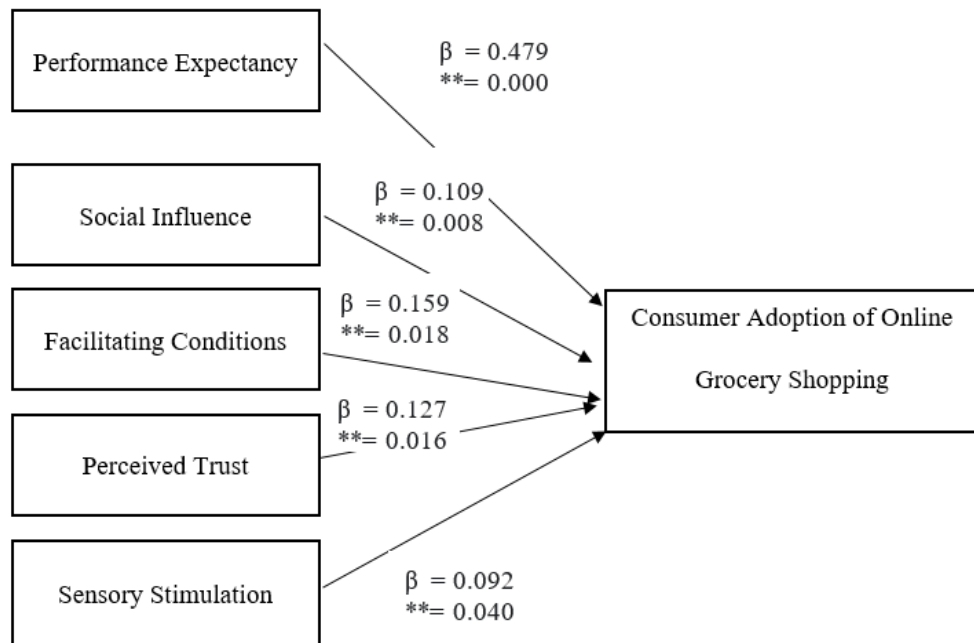 Performance Expectancy
β = 0.479
**= 0.000
Social Influence
β = 0.109
**= 0.008
Facilitating Conditions
β = 0.159
**= 0.018
Perceived Trust
β = 0.127
**= 0.016
Sensory Stimulation
β = 0.092
**= 0.040
Consumer Adoption of Online
Grocery Shopping